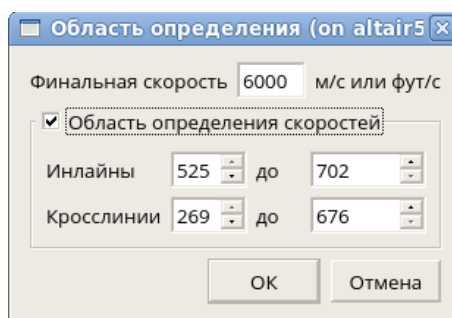 Область определения (on altair5
Финальная скорость 6000 м/с или фут/с
Область определения скоростей
Инлайны 525 до 702
Кросслинии 269 до 676
ОК Отмена